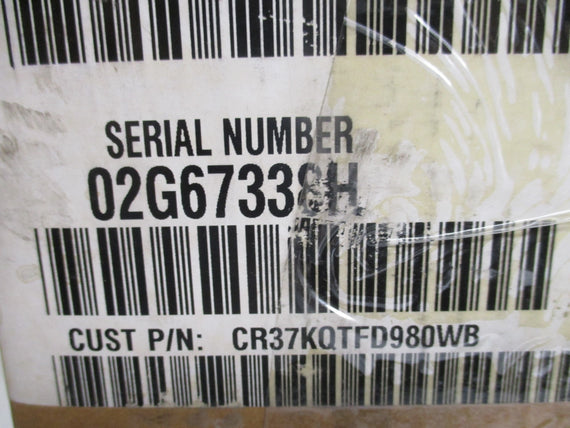 SERIAL NUMBER
02G67338H
CUST P/N: CR37KQTFD980WB